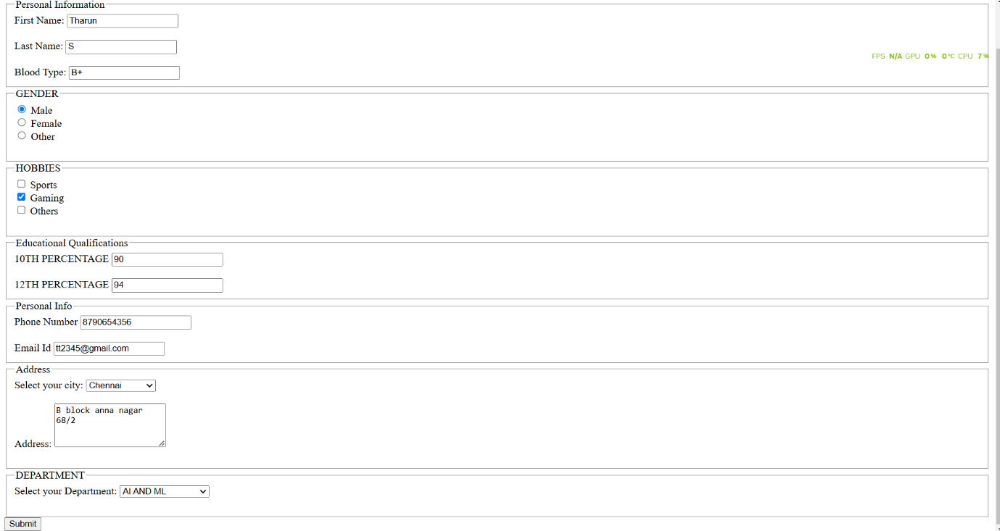 Personal Information
First Name: Tharun
Last Name: S
FPS N/A GPU 0% 0°C CPU 7%
Blood Type: B+
GENDER
Male
Female
Other
HOBBIES
Sports
Gaming
Others
Educational Qualifications
10TH PERCENTAGE 90
12TH PERCENTAGE 94
Personal Info
Phone Number 8790654356
Email Id tt2345@gmail.com
Address
Select your city: Chennai
B block anna nagar
68/2
Address:
DEPARTMENT
Select your Department: AI AND ML
Submit